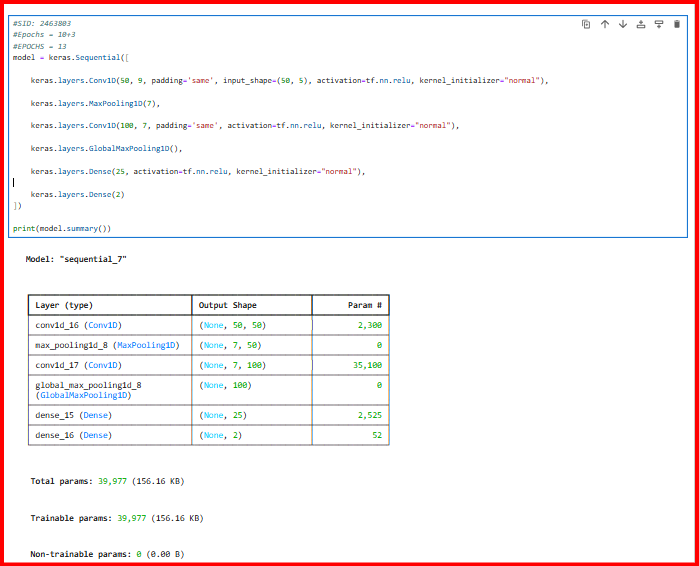 #SID: 2463803
#Epochs = 10+3
#EPOCHS = 13
model = keras.Sequential([
keras.layers.Conv1D(50, 9, padding='same', input_shape=(50, 5), activation=tf.nn.relu, kernel_initializer="normal"),
keras.layers.MaxPooling1D(7),
keras.layers.Conv1D(100, 7, padding='same', activation=tf.nn.relu, kernel_initializer="normal"),
keras.layers.GlobalMaxPooling1D(),
keras.layers.Dense(25, activation=tf.nn.relu, kernel_initializer="normal"),
keras.layers.Dense(2)
])
print(model.summary())
Model: "sequential_7"
Layer (type) Output Shape Param #
conv1d_16 (Conv1D) (None, 50, 50) 2,300
max_pooling1d_8 (MaxPooling1D) (None, 7, 50) 0
conv1d_17 (Conv1D) (None, 7, 100) 35,100
global_max_pooling1d_8 (None, 100) 0
(GlobalMaxPooling1D)
dense_15 (Dense) (None, 25) 2,525
dense_16 (Dense) (None, 2) 52
Total params: 39,977 (156.16 KB)
Trainable params: 39,977 (156.16 KB)
Non-trainable params: 0 (0.00 B)